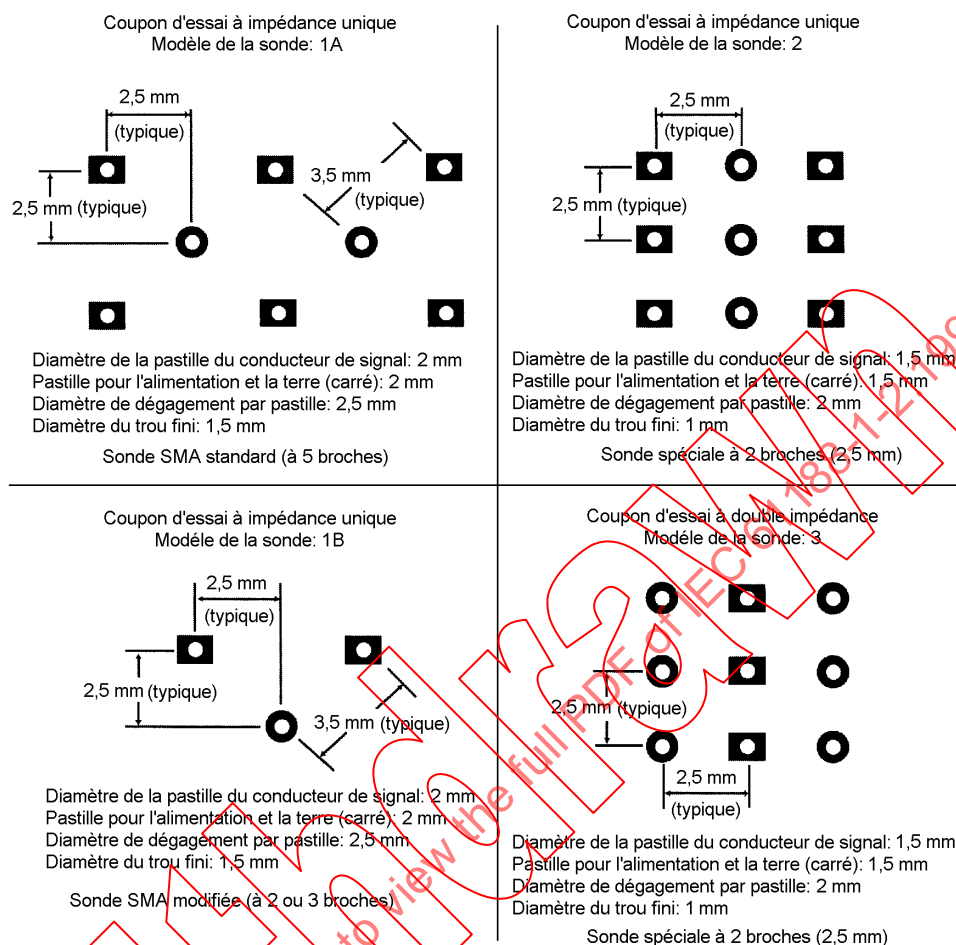 Coupon d'essai à impédance unique
Modèle de la sonde: 1A
2,5 mm
(typique)
3,5 mm
(typique)
2,5 mm (typique)
Diamètre de la pastille du conducteur de signal: 2 mm
Pastille pour l'alimentation et la terre (carré): 2 mm
Diamètre de dégagement par pastille: 2,5 mm
Diamètre du trou fini: 1,5 mm
Sonde SMA standard (à 5 broches)
Coupon d'essai à impédance unique
Modèle de la sonde: 2
2,5 mm
(typique)
2,5 mm (typique)
Diamètre de la pastille du conducteur de signal: 1,5 mm
Pastille pour l'alimentation et la terre (carré): 1,5 mm
Diamètre de dégagement par pastille: 2 mm
Diamètre du trou fini: 1 mm
Sonde spéciale à 2 broches (2,5 mm)
Coupon d'essai à impédance unique
Modéle de la sonde: 1B
2,5 mm
(typique)
2,5 mm (typique)
3,5 mm (typique)
Diamètre de la pastille du conducteur de signal: 2 mm
Pastille pour l'alimentation et la terre (carré): 2 mm
Diamètre de dégagement par pastille: 2,5 mm
Diamètre du trou fini: 1,5 mm
Sonde SMA modifiée (à 2 ou 3 broches)
Coupon d'essai à double impédance
Modéle de la sonde: 3
2,5 mm (typique)
2,5 mm
(typique)
Diamètre de la pastille du conducteur de signal: 1,5 mm
Pastille pour l'alimentation et la terre (carré): 1,5 mm
Diamètre de dégagement par pastille: 2 mm
Diamètre du trou fini: 1 mm
Sonde spéciale à 2 broches (2,5 mm)
to view the full PDF of IEC 61188-1-2:199